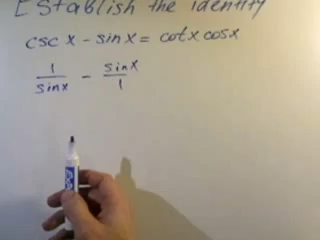 Establish the identity
csc x - sin x = cot x cos x
1/sinx - sinx/1